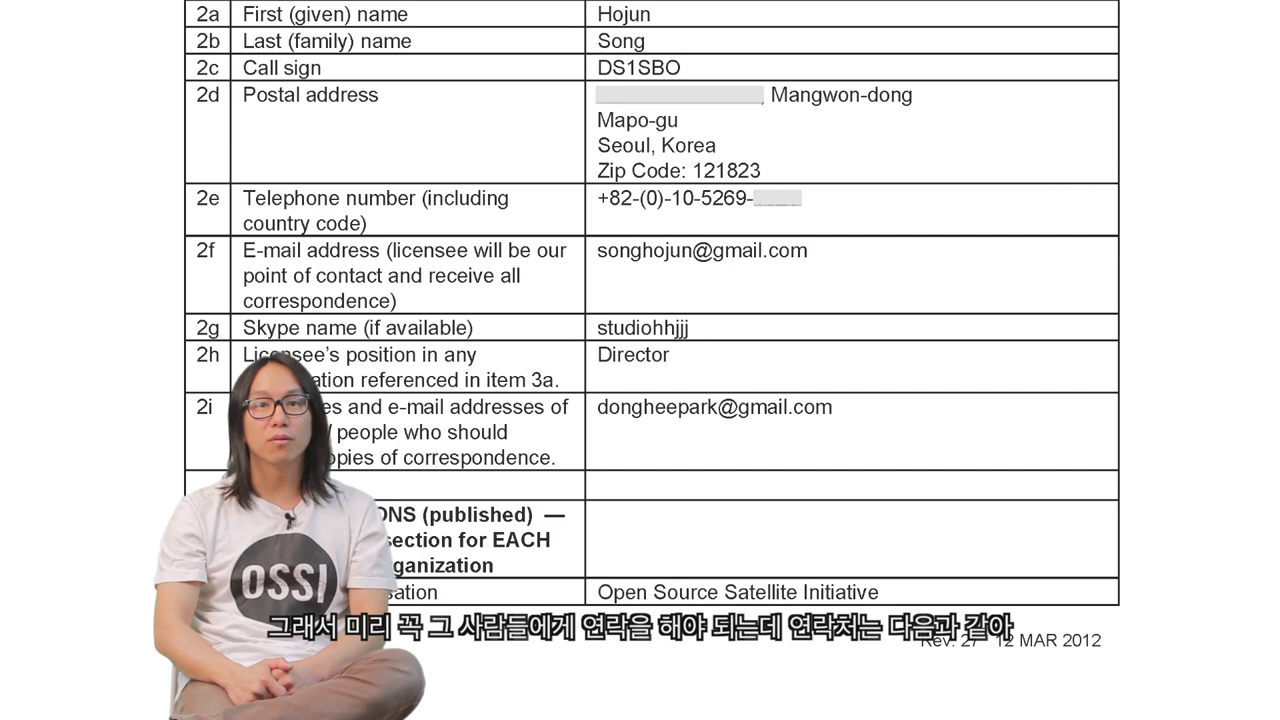 2a First (given) name Hojun
2b Last (family) name Song
2c Call sign DS1SBO
2d Postal address , Mangwon-dong
Mapo-gu
Seoul, Korea
Zip Code: 121823
2e Telephone number (including +82-(0)-10-5269-
country code)
2f E-mail address (licensee will be our songhojun@gmail.com
point of contact and receive all
correspondence)
2g Skype name (if available) studiohhjjj
2h Licensee's position in any Director
ation referenced in item 3a.
2i es and e-mail addresses of dongheepark@gmail.com
people who should
opies of correspondence.
ONS (published) —
section for EACH
ganization
sation Open Source Satellite Initiative
OSSI
그래서 미리 꼭 그 사람들에게 연락을 해야 되는데 연락처는 다음과 같아
Rev. 27 12 MAR 2012